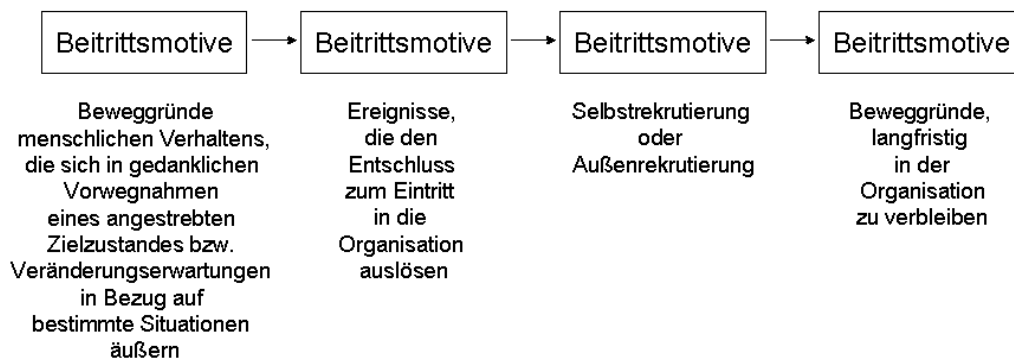 Beitrittsmotive
Beitrittsmotive
Beitrittsmotive
Beitrittsmotive
Beweggründe
menschlichen Verhaltens,
die sich in gedanklichen
Vorwegnahmen
eines angestrebten
Zielzustandes bzw.
Veränderungserwartungen
in Bezug auf
bestimmte Situationen
äußern
Ereignisse,
die den
Entschluss
zum Eintritt
in die
Organisation
auslösen
Selbstrekrutierung
oder
Außenrekrutierung
Beweggründe,
langfristig
in der
Organisation
zu verbleiben